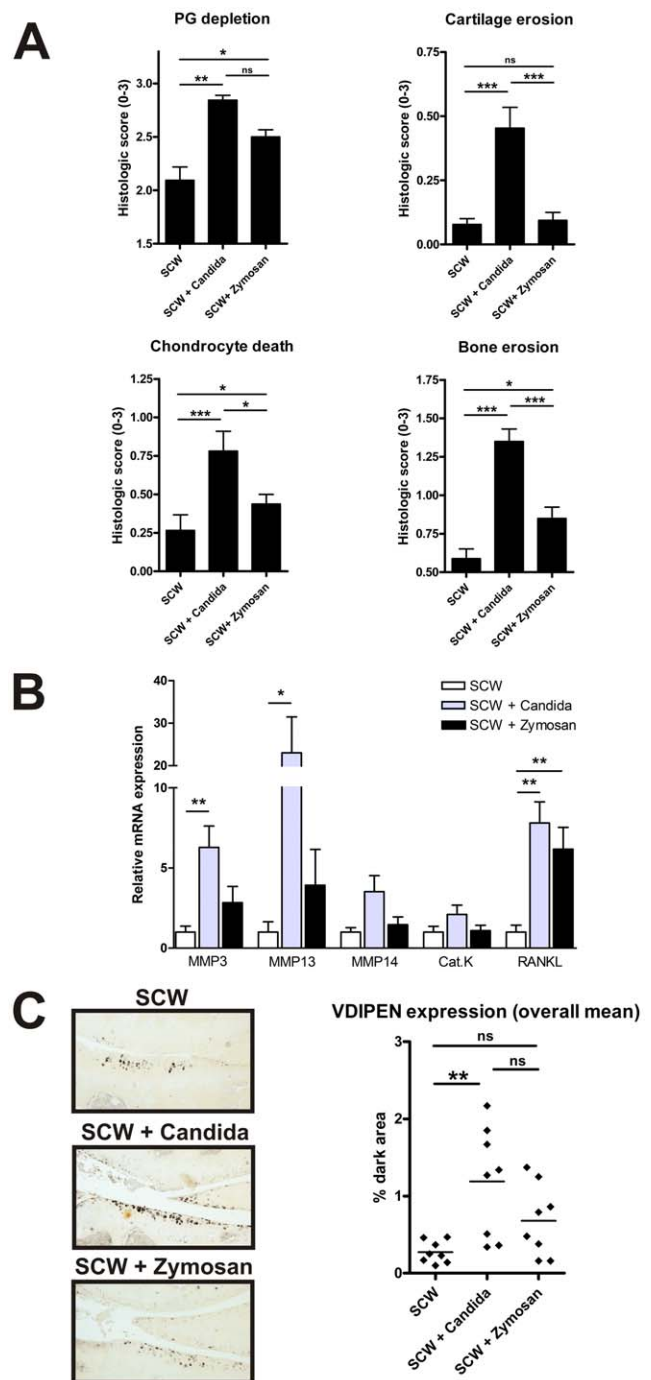 A
PG depletion
Histologic score (0-3)
3.0
2.5
2.0
1.5
*
**
ns
SCW
SCW + Candida
SCW+ Zymosan
Cartilage erosion
Histologic score (0-3)
0.75
0.50
0.25
0.00
ns
***
***
SCW
SCW + Candida
SCW+ Zymosan
Chondrocyte death
Histologic score (0-3)
1.25
1.00
0.75
0.50
0.25
0.00
*
***
*
SCW
SCW + Candida
SCW+ Zymosan
Bone erosion
Histologic score (0-3)
1.75
1.50
1.25
1.00
0.75
0.50
*
***
***
SCW
SCW + Candida
SCW+ Zymosan
B
Relative mRNA expression
40
30
20
10
5
0
SCW
SCW + Candida
SCW + Zymosan
**
*
**
**
MMP3
MMP13
MMP14
Cat.K
RANKL
C
SCW
SCW + Candida
SCW + Zymosan
VDIPEN expression (overall mean)
% dark area
3
2
1
0
ns
**
ns
SCW
SCW + Candida
SCW + Zymosan